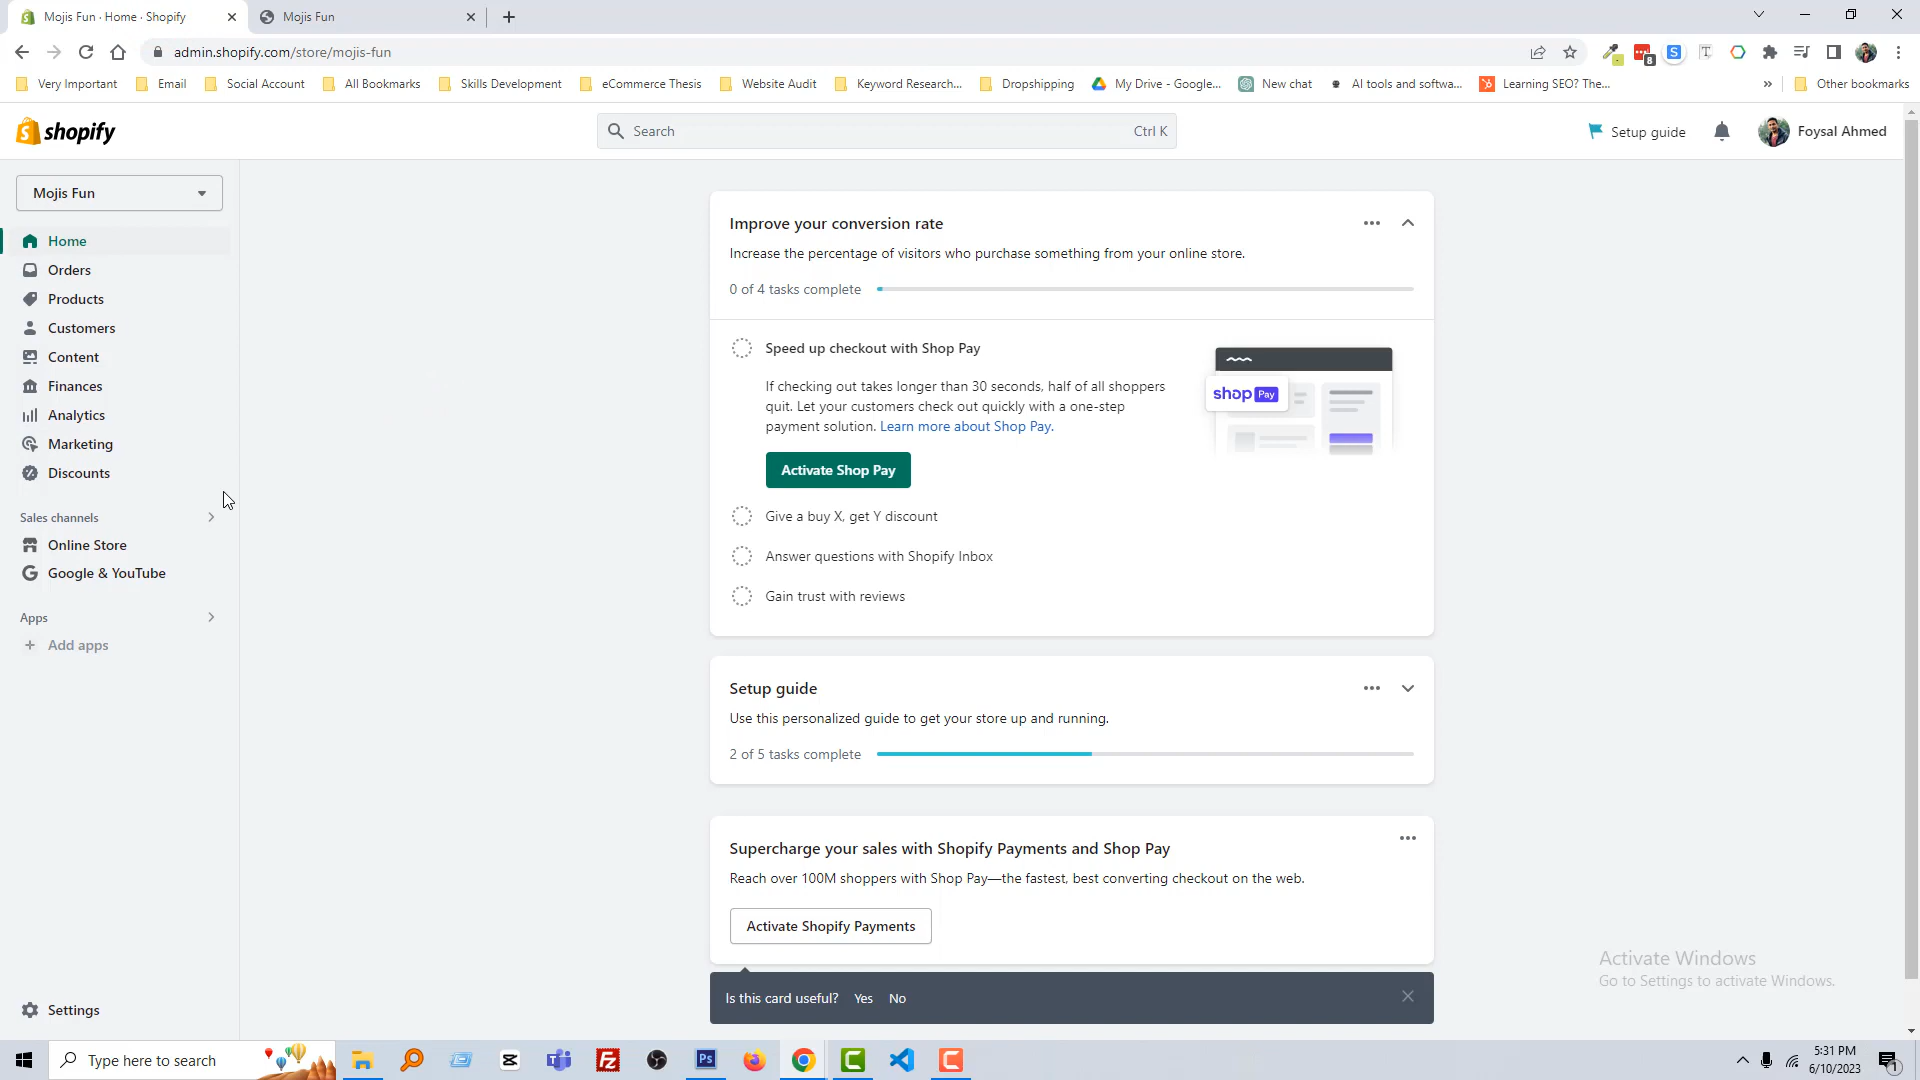 Mojis Fun · Home · Shopify
Mojis Fun
admin.shopify.com/store/mojis-fun
8
Very Important
Email
Social Account
All Bookmarks
Skills Development
eCommerce Thesis
Website Audit
Keyword Research...
Dropshipping
My Drive - Google...
New chat
AI tools and softwa...
Learning SEO? The...
»
Other bookmarks
shopify
Search
Ctrl K
Setup guide
Foysal Ahmed
Mojis Fun
Home
Orders
Products
Customers
Content
Finances
Analytics
Marketing
Discounts
Sales channels
Online Store
Google & YouTube
Apps
+ Add apps
Settings
Improve your conversion rate
Increase the percentage of visitors who purchase something from your online store.
0 of 4 tasks complete
Speed up checkout with Shop Pay
If checking out takes longer than 30 seconds, half of all shoppers
quit. Let your customers check out quickly with a one-step
payment solution. Learn more about Shop Pay.
shop Pay
Activate Shop Pay
Give a buy X, get Y discount
Answer questions with Shopify Inbox
Gain trust with reviews
Setup guide
Use this personalized guide to get your store up and running.
2 of 5 tasks complete
Supercharge your sales with Shopify Payments and Shop Pay
Reach over 100M shoppers with Shop Pay—the fastest, best converting checkout on the web.
Activate Shopify Payments
Is this card useful? Yes No
Activate Windows
Go to Settings to activate Windows.
Type here to search
5:31 PM
6/10/2023
1